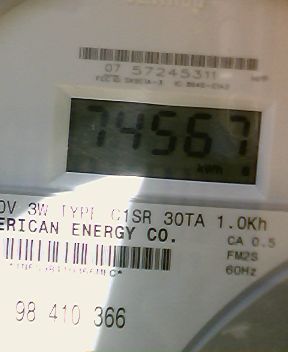 07 57245311
74567
kWh
0V 3W TYPE C1SR 30TA 1.0Kh
ERICAN ENERGY CO.
CA 0.5
FM2S
60Hz
98 410 366